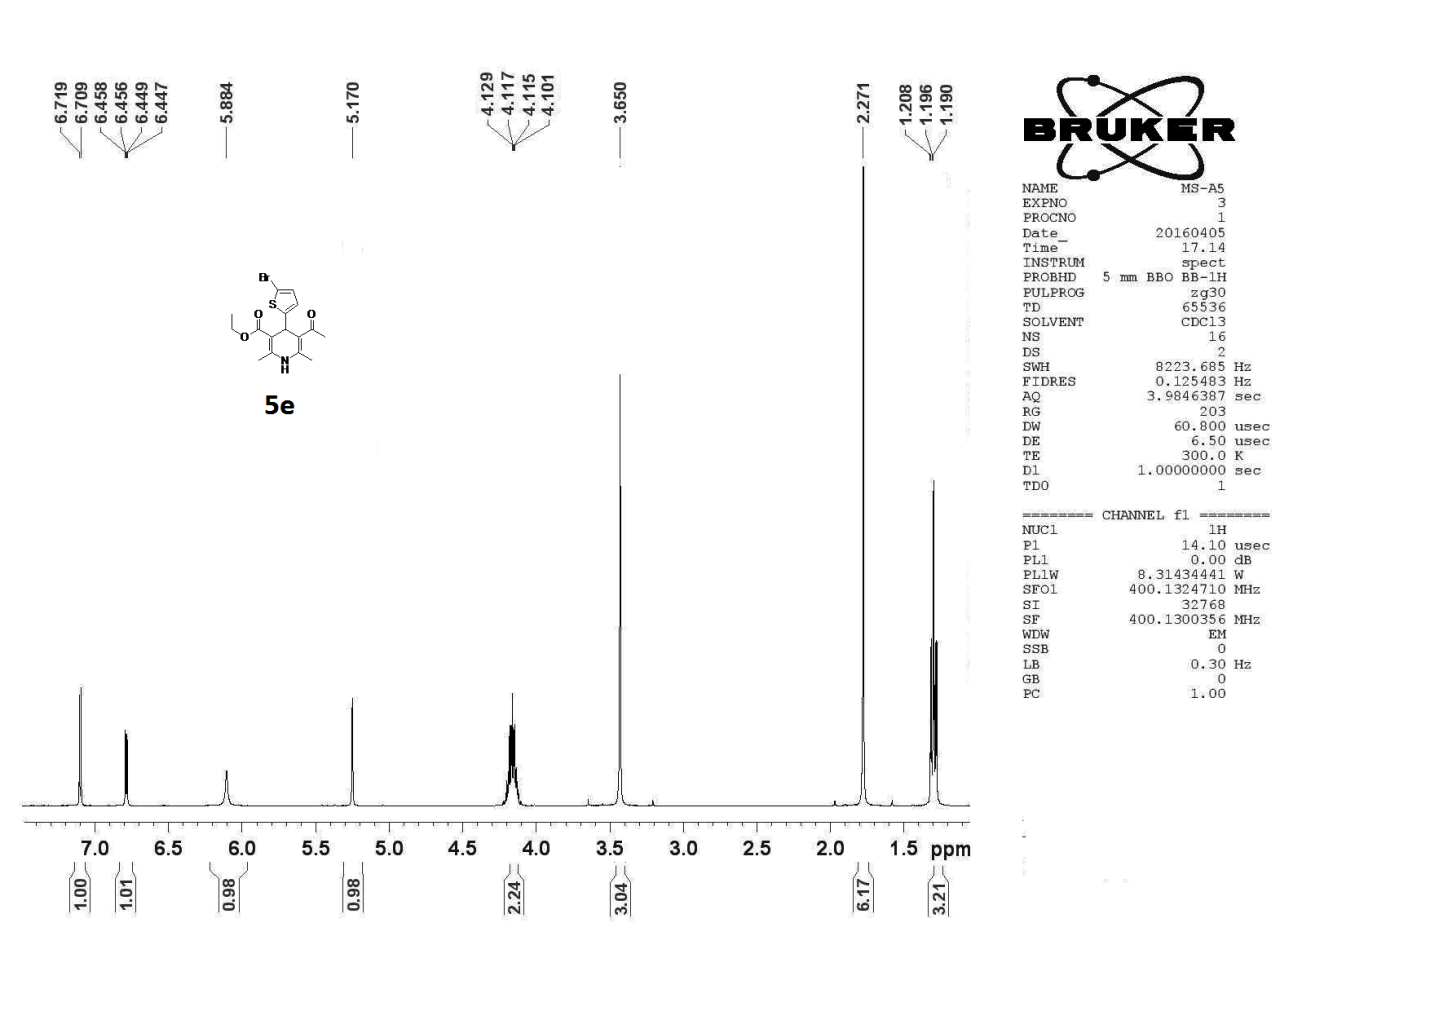 6.719
6.709
6.458
6.456
6.449
6.447
5.884
5.170
4.129
4.117
4.115
4.101
3.650
2.271
1.208
1.196
1.190
BRUKER
NAME MS-A5
EXPNO 3
PROCNO 1
Date_ 20160405
Time 17.14
INSTRUM spect
PROBHD 5 mm BBO BB-1H
PULPROG zg30
TD 65536
SOLVENT CDCl3
NS 16
DS 2
SWH 8223.685 Hz
FIDRES 0.125483 Hz
AQ 3.9846387 sec
RG 203
DW 60.800 usec
DE 6.50 usec
TE 300.0 K
D1 1.00000000 sec
TD0 1
======== CHANNEL f1 ========
NUC1 1H
P1 14.10 usec
PL1 0.00 dB
PL1W 8.31434441 W
SFO1 400.1324710 MHz
SI 32768
SF 400.1300356 MHz
WDW EM
SSB 0
LB 0.30 Hz
GB 0
PC 1.00
Br
S
O
O
O
N
H
5e
7.0 6.5 6.0 5.5 5.0 4.5 4.0 3.5 3.0 2.5 2.0 1.5 ppm
1.00
1.01
0.98
0.98
2.24
3.04
6.17
3.21